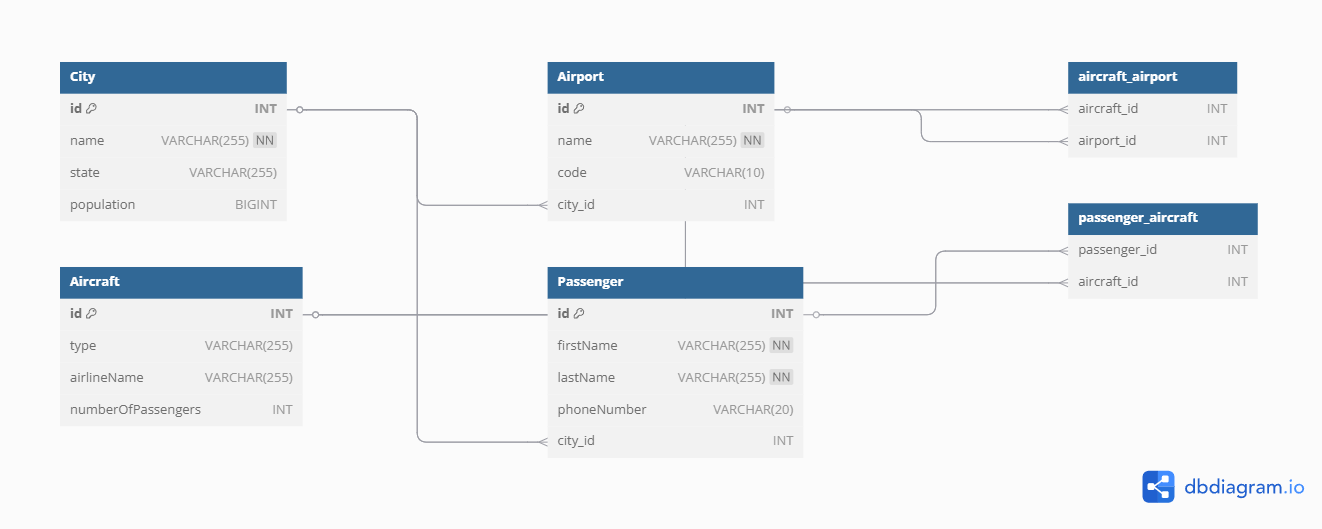 City
id INT
name VARCHAR(255) NN
state VARCHAR(255)
population BIGINT
Airport
id INT
name VARCHAR(255) NN
code VARCHAR(10)
city_id INT
aircraft_airport
aircraft_id INT
airport_id INT
passenger_aircraft
passenger_id INT
aircraft_id INT
Aircraft
id INT
type VARCHAR(255)
airlineName VARCHAR(255)
numberOfPassengers INT
Passenger
id INT
firstName VARCHAR(255) NN
lastName VARCHAR(255) NN
phoneNumber VARCHAR(20)
city_id INT
dbdiagram.io